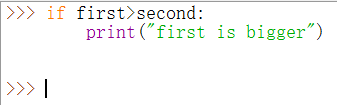 >>> if first>second:
        print("first is bigger")
>>>